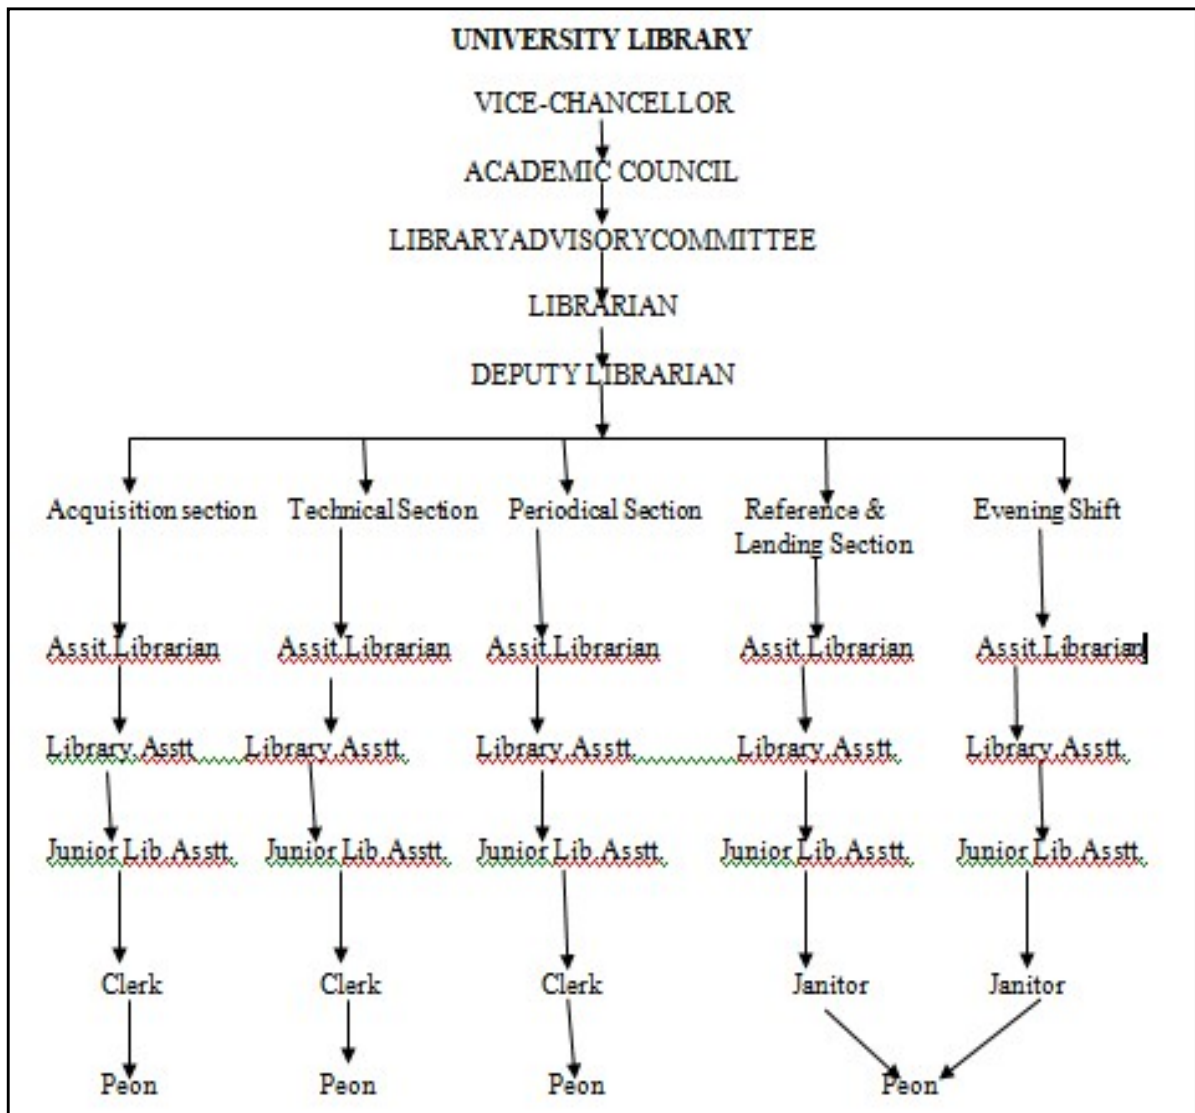 UNIVERSITY LIBRARY
VICE-CHANCELLOR
ACADEMIC COUNCIL
LIBRARYADVISORYCOMMITTEE
LIBRARIAN
DEPUTY LIBRARIAN
Acquisition section Technical Section Periodical Section Reference & Evening Shift
Lending Section
Assit.Librarian Assit.Librarian Assit.Librarian Assit.Librarian Assit.Librarian
Library.Asstt. Library.Asstt. Library.Asstt. Library.Asstt. Library.Asstt.
Junior Lib.Asstt. Junior Lib.Asstt. Junior Lib.Asstt. Junior Lib.Asstt. Junior Lib.Asstt.
Clerk Clerk Clerk Janitor Janitor
Peon Peon Peon Peon